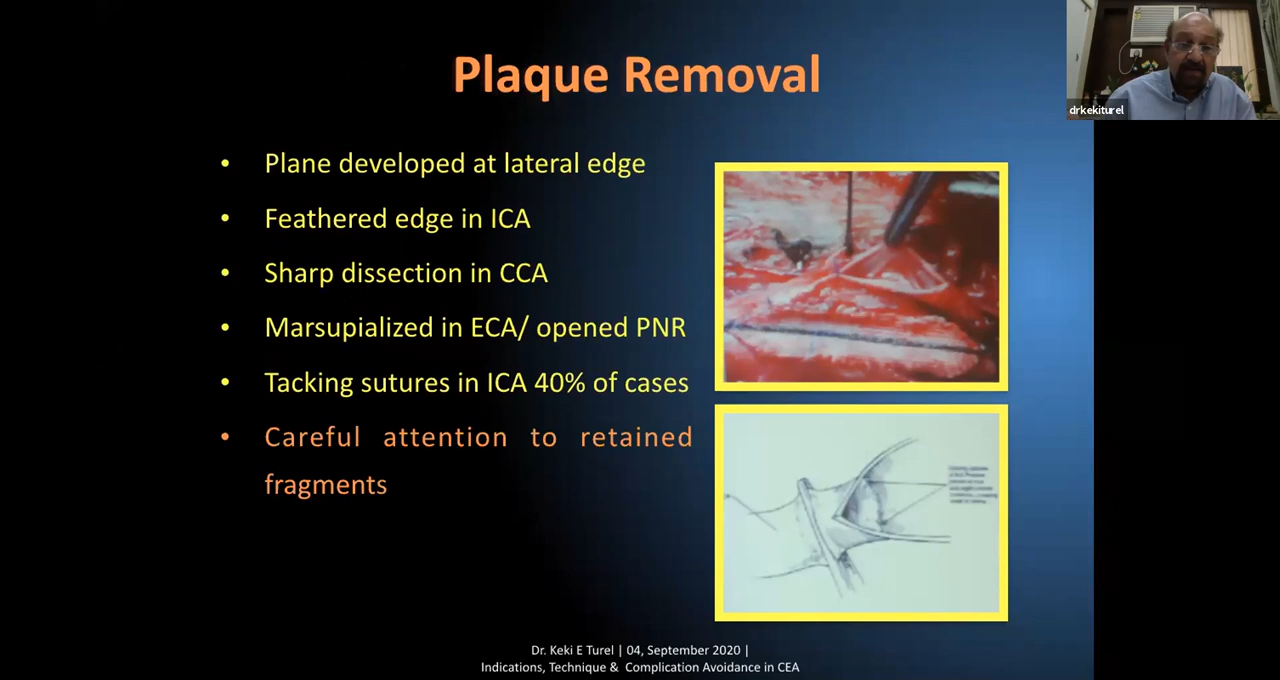 Plaque Removal
drkekiturel
• Plane developed at lateral edge
• Feathered edge in ICA
• Sharp dissection in CCA
• Marsupialized in ECA/ opened PNR
• Tacking sutures in ICA 40% of cases
• Careful attention to retained
fragments
Dr. Keki E Turel | 04, September 2020 |
Indications, Technique & Complication Avoidance in CEA